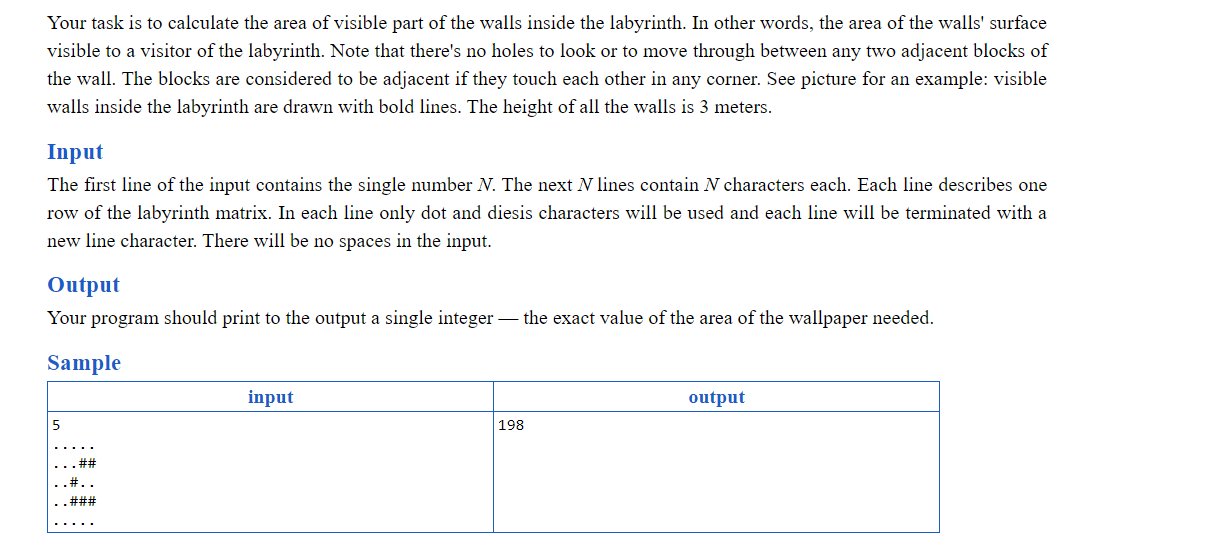 Your task is to calculate the area of visible part of the walls inside the labyrinth. In other words, the area of the walls' surface
visible to a visitor of the labyrinth. Note that there's no holes to look or to move through between any two adjacent blocks of
the wall. The blocks are considered to be adjacent if they touch each other in any corner. See picture for an example: visible
walls inside the labyrinth are drawn with bold lines. The height of all the walls is 3 meters.
Input
The first line of the input contains the single number N. The next N lines contain N characters each. Each line describes one
row of the labyrinth matrix. In each line only dot and diesis characters will be used and each line will be terminated with a
new line character. There will be no spaces in the input.
Output
Your program should print to the output a single integer — the exact value of the area of the wallpaper needed.
Sample
input output
5 198
.....
...##
..#..
..###
.....